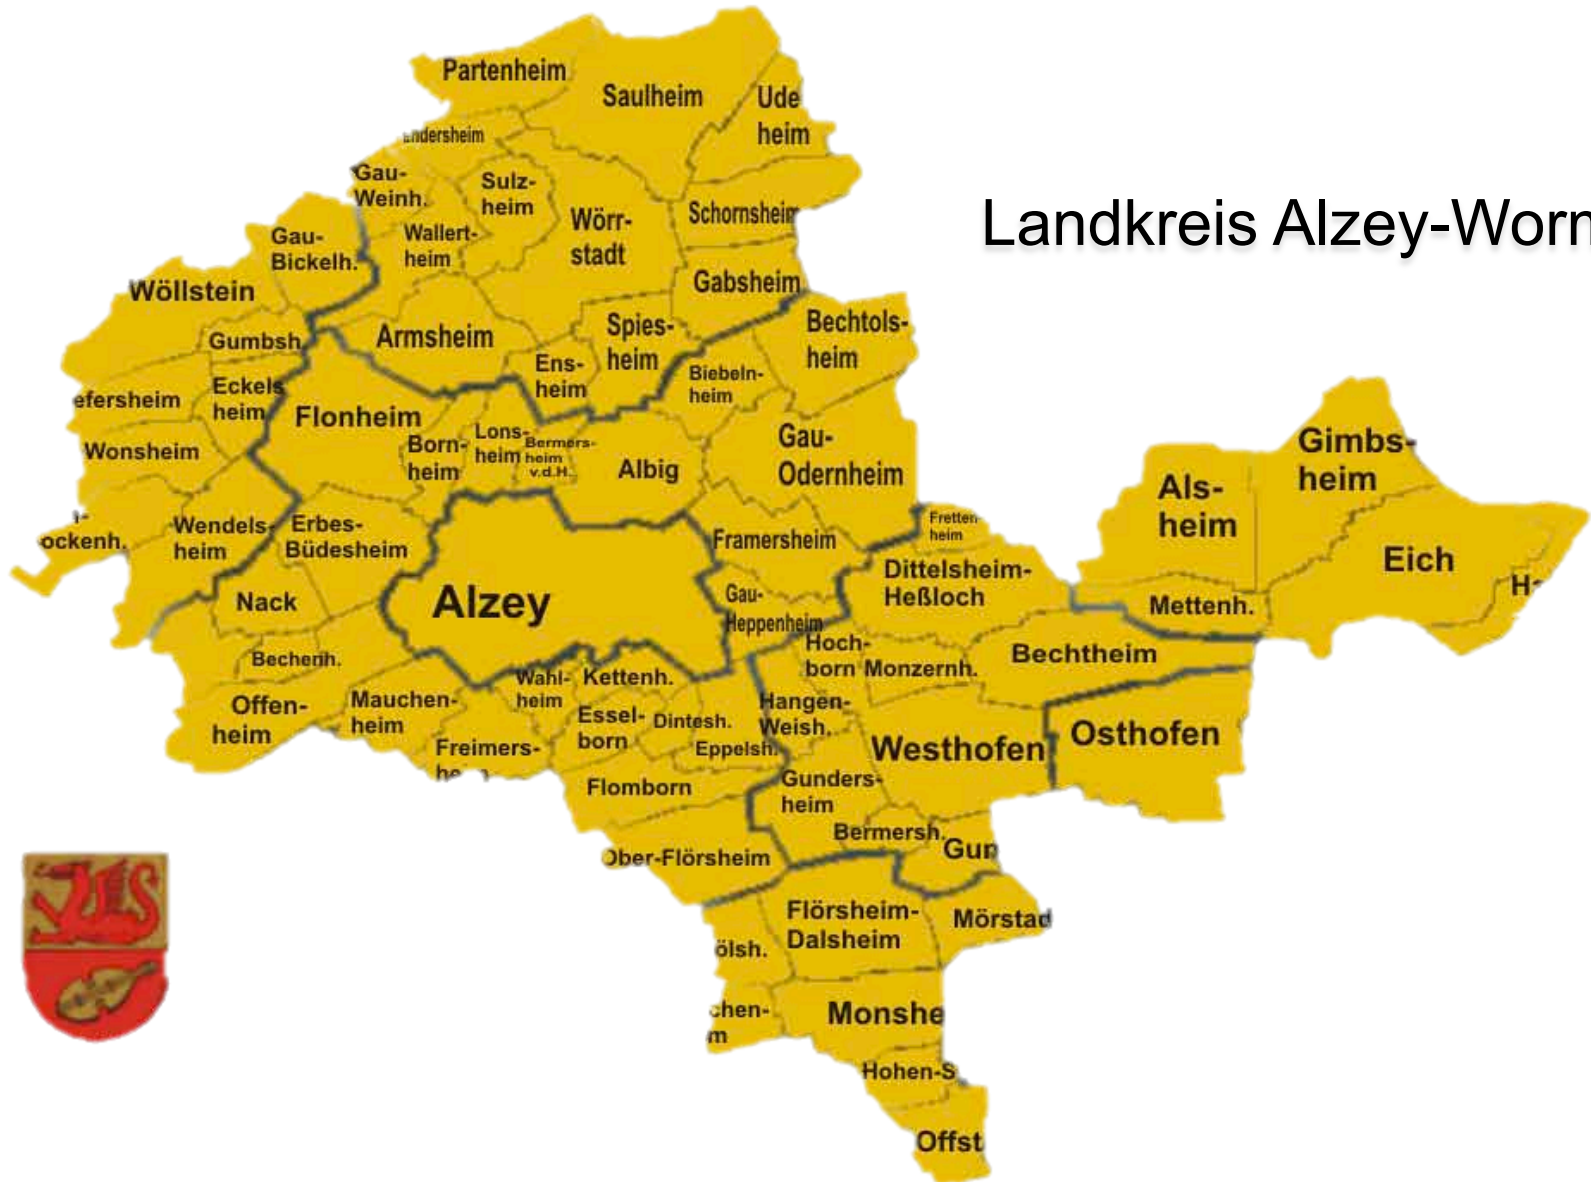 Landkreis Alzey-Worm
Partenheim
Saulheim
Ude
heim
endersheim
Gau-
Weinh.
Sulz-
heim
Wörr-
stadt
Schornsheim
Gau-
Bickelh.
Wallert-
heim
Gabsheim
Wöllstein
Gumbsh.
Armsheim
Spies-
heim
Bechtols-
heim
Ens-
heim
Biebeln-
heim
efersheim
Eckels
heim
Flonheim
Wonsheim
Born-
heim
Lons-
heim
Bermers-
heim
v.d.H.
Albig
Gau-
Odernheim
Als-
heim
Gimbs-
heim
ockenh.
Wendels-
heim
Erbes-
Büdesheim
Framersheim
Fretten-
heim
Eich
Nack
Alzey
Gau-
Heppenheim
Dittelsheim-
Heßloch
Mettenh.
H
Bechenh.
Hoch-
born
Monzernh.
Bechtheim
Offen-
heim
Mauchen-
heim
Wahl-
heim
Kettenh.
Hangen-
Weish.
Freimers-
heim
Essel-
born
Dintesh.
Eppelsh.
Westhofen
Osthofen
Flomborn
Gunders-
heim
Bermersh.
Gun
Ober-Flörsheim
Flörsheim-
Dalsheim
Mörstad
ölsh.
chen-
m
Monshe
Hohen-S
Offst